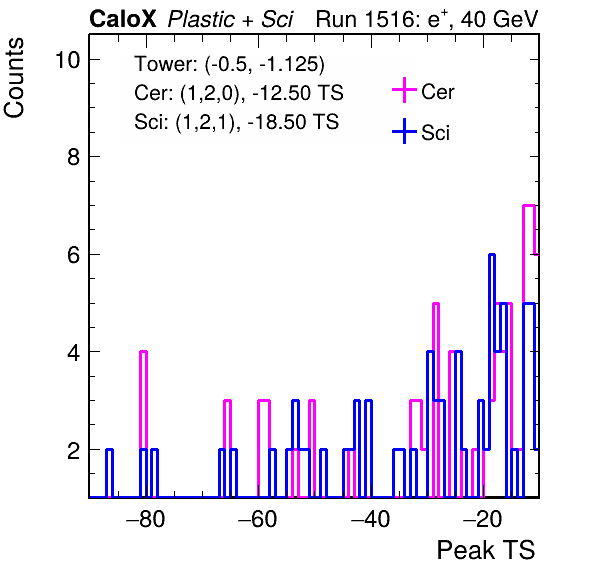 CaloX Plastic + Sci Run 1516: e⁺, 40 GeV
Tower: (-0.5, -1.125)
Cer: (1,2,0), -12.50 TS
Sci: (1,2,1), -18.50 TS
Cer
Sci
Counts
10
8
6
4
2
−80 −60 −40 −20
Peak TS